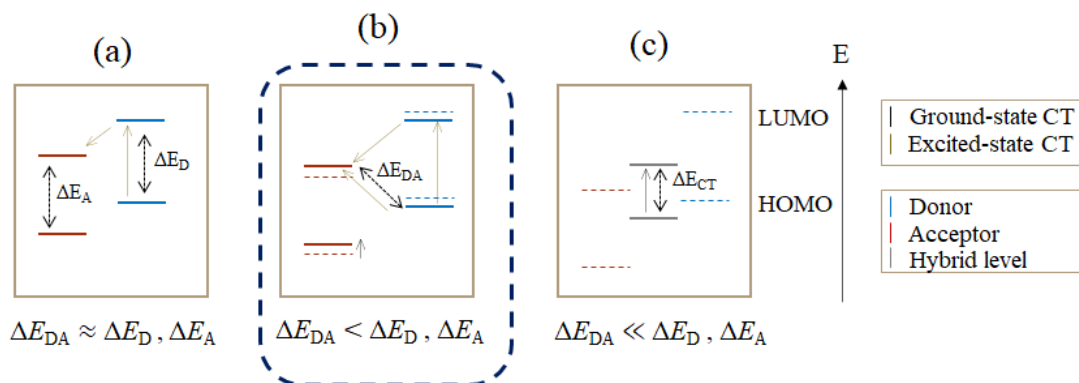 (a)
ΔE_A
ΔE_D
ΔE_DA ≈ ΔE_D , ΔE_A
(b)
ΔE_DA
ΔE_DA < ΔE_D , ΔE_A
(c)
ΔE_CT
ΔE_DA ≪ ΔE_D , ΔE_A
LUMO
HOMO
E
Ground-state CT
Excited-state CT
Donor
Acceptor
Hybrid level